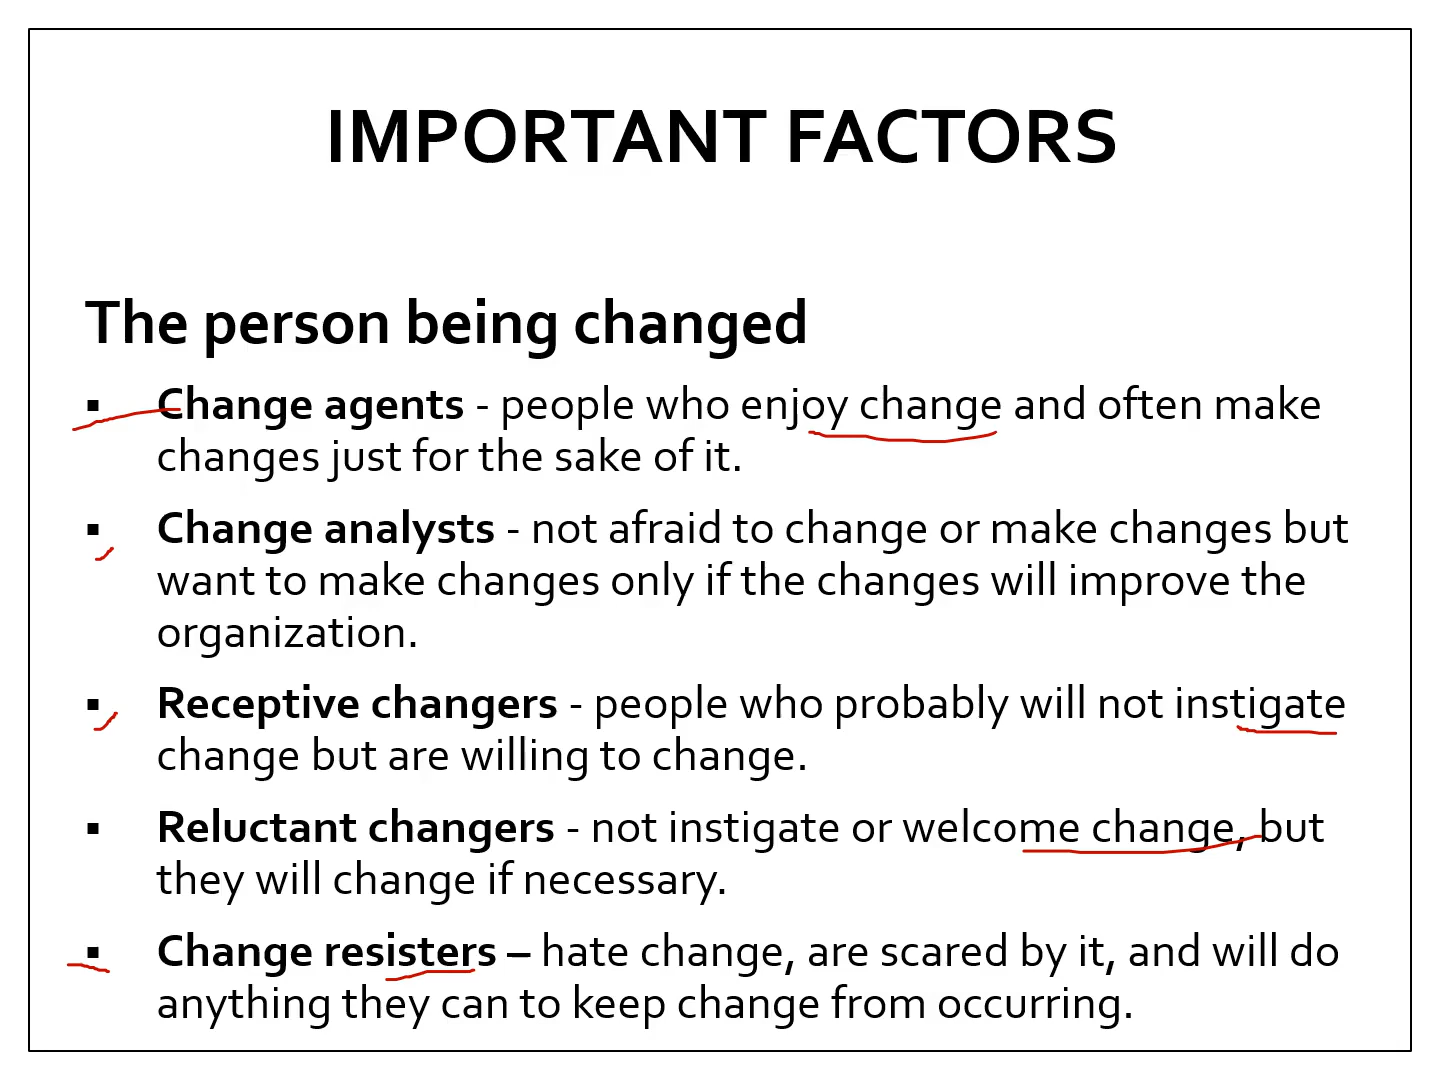 IMPORTANT FACTORS
The person being changed
▪ Change agents - people who enjoy change and often make
changes just for the sake of it.
▪ Change analysts - not afraid to change or make changes but
want to make changes only if the changes will improve the
organization.
▪ Receptive changers - people who probably will not instigate
change but are willing to change.
▪ Reluctant changers - not instigate or welcome change, but
they will change if necessary.
▪ Change resisters – hate change, are scared by it, and will do
anything they can to keep change from occurring.